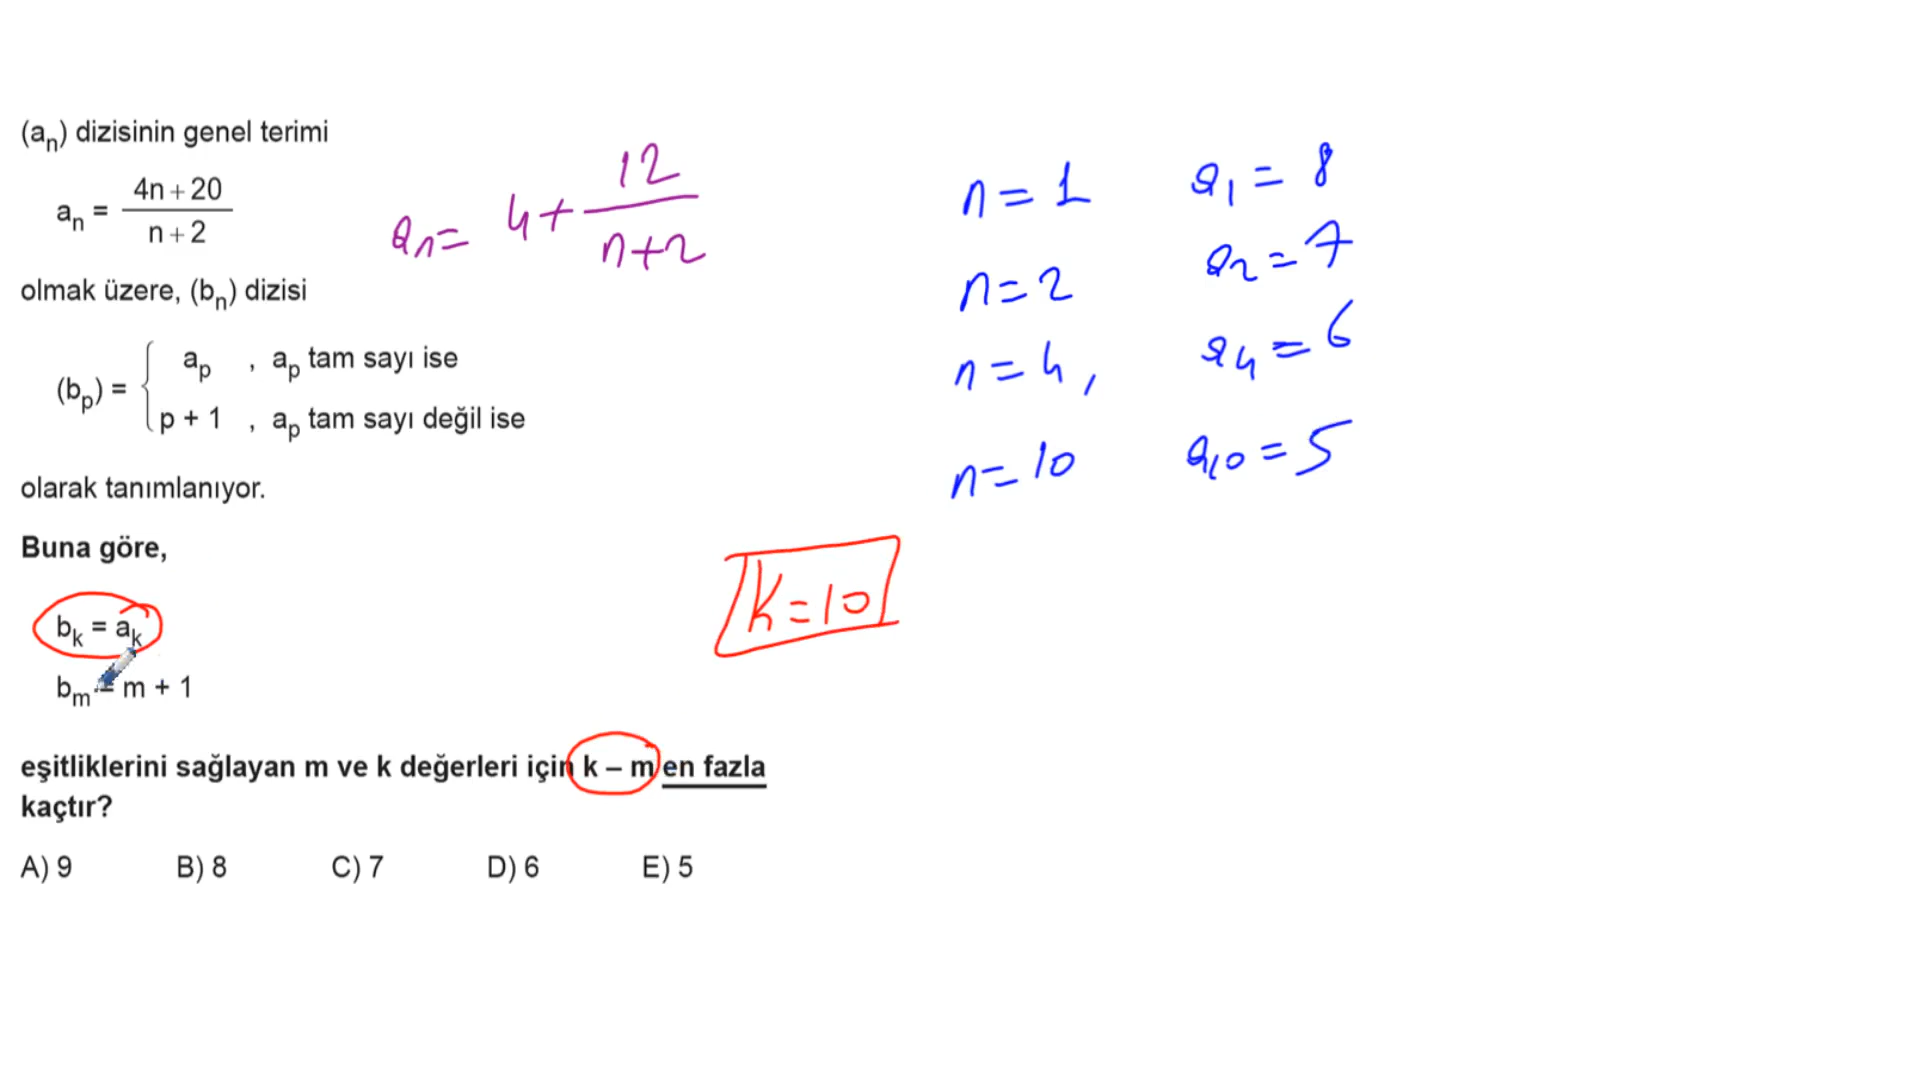 (aₙ) dizisinin genel terimi
aₙ = (4n + 20)/(n + 2)
aₙ = 4 + 12/(n+2)
olmak üzere, (bₙ) dizisi
(bₚ) = { aₚ , aₚ tam sayı ise
p + 1 , aₚ tam sayı değil ise
olarak tanımlanıyor.
Buna göre,
bₖ = aₖ
bₘ = m + 1
eşitliklerini sağlayan m ve k değerleri için k – m en fazla
kaçtır?
A) 9 B) 8 C) 7 D) 6 E) 5
n = 1 a₁ = 8
n = 2 a₂ = 7
n = 4, a₄ = 6
n = 10 a₁₀ = 5
k = 10